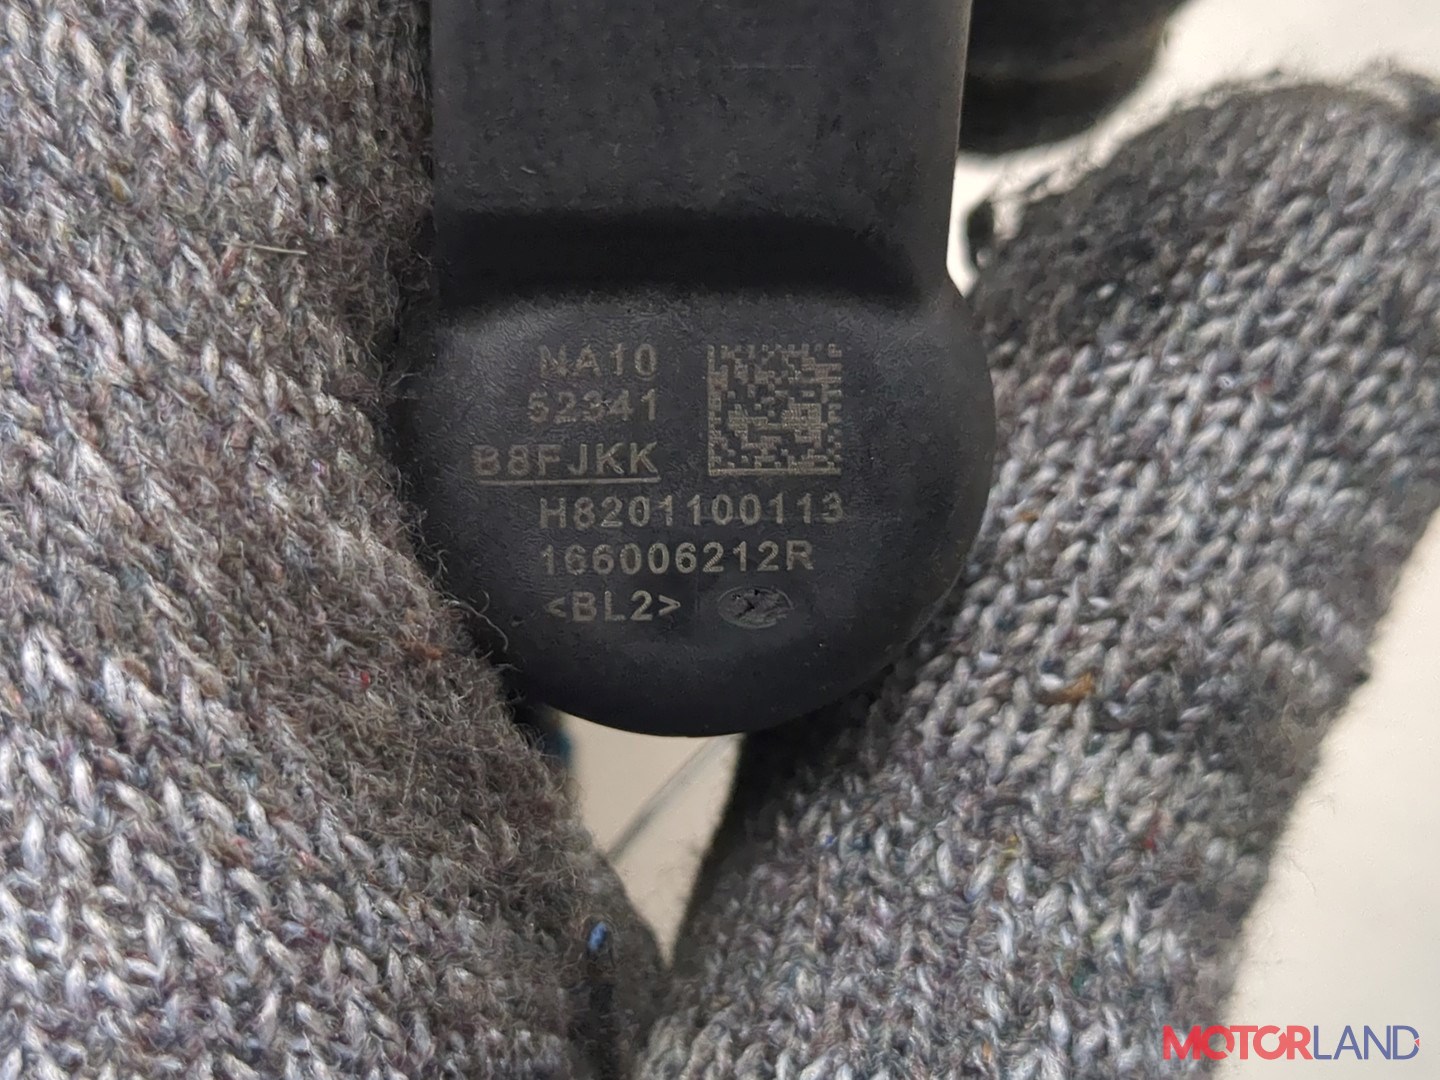 NA10
52341
B8FJKK
H8201100113
166006212R
<BL2>
MOTORLAND